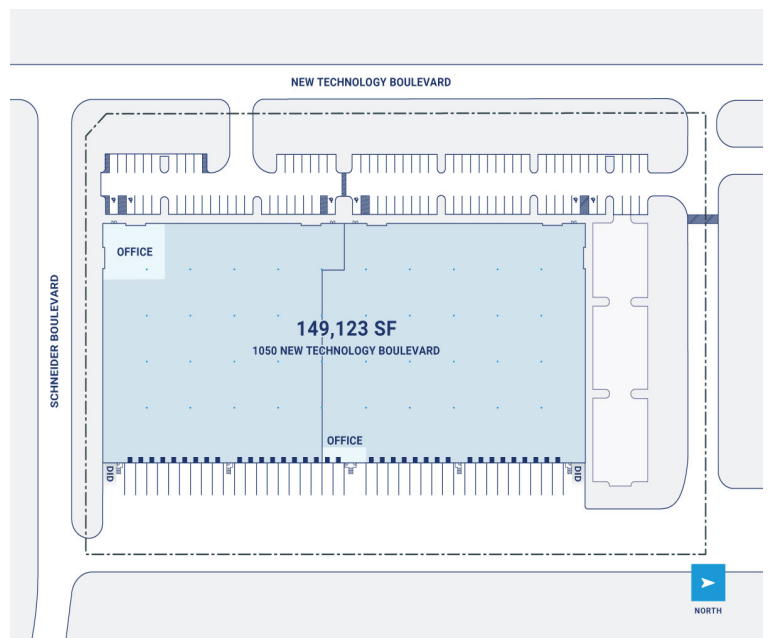 NEW TECHNOLOGY BOULEVARD
OFFICE
SCHNEIDER BOULEVARD
149,123 SF
1050 NEW TECHNOLOGY BOULEVARD
OFFICE
DID
DID
NORTH